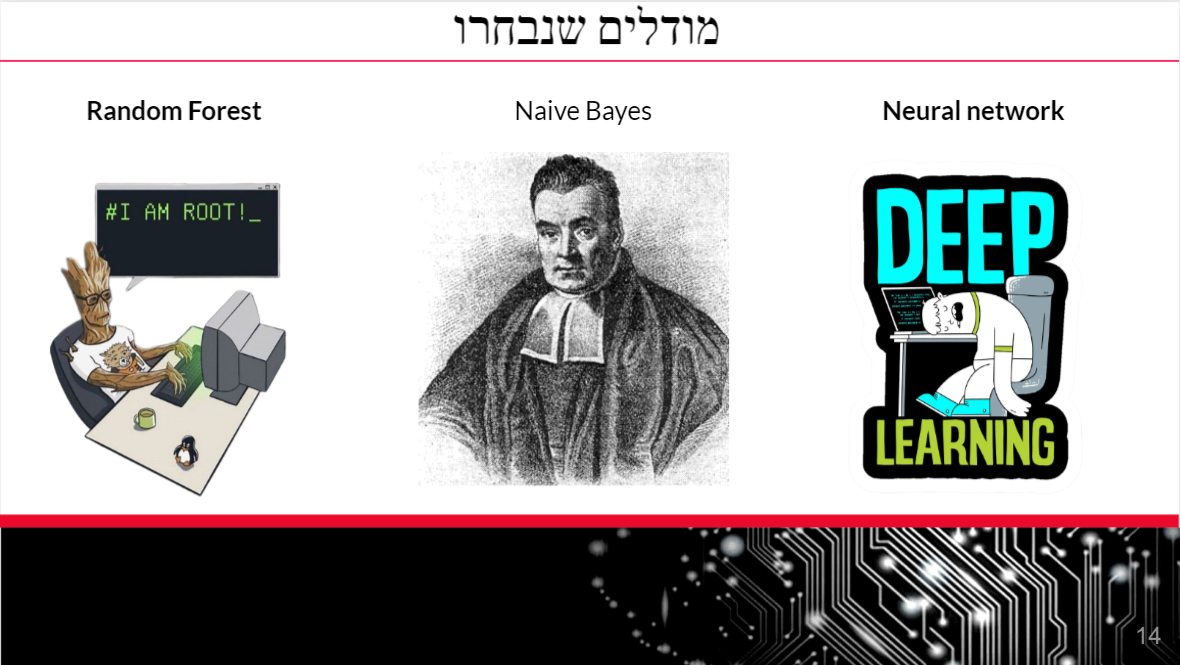 מודלים שנבחרו
Random Forest
Naive Bayes
Neural network
#I AM ROOT!_
DEEP
LEARNING
14